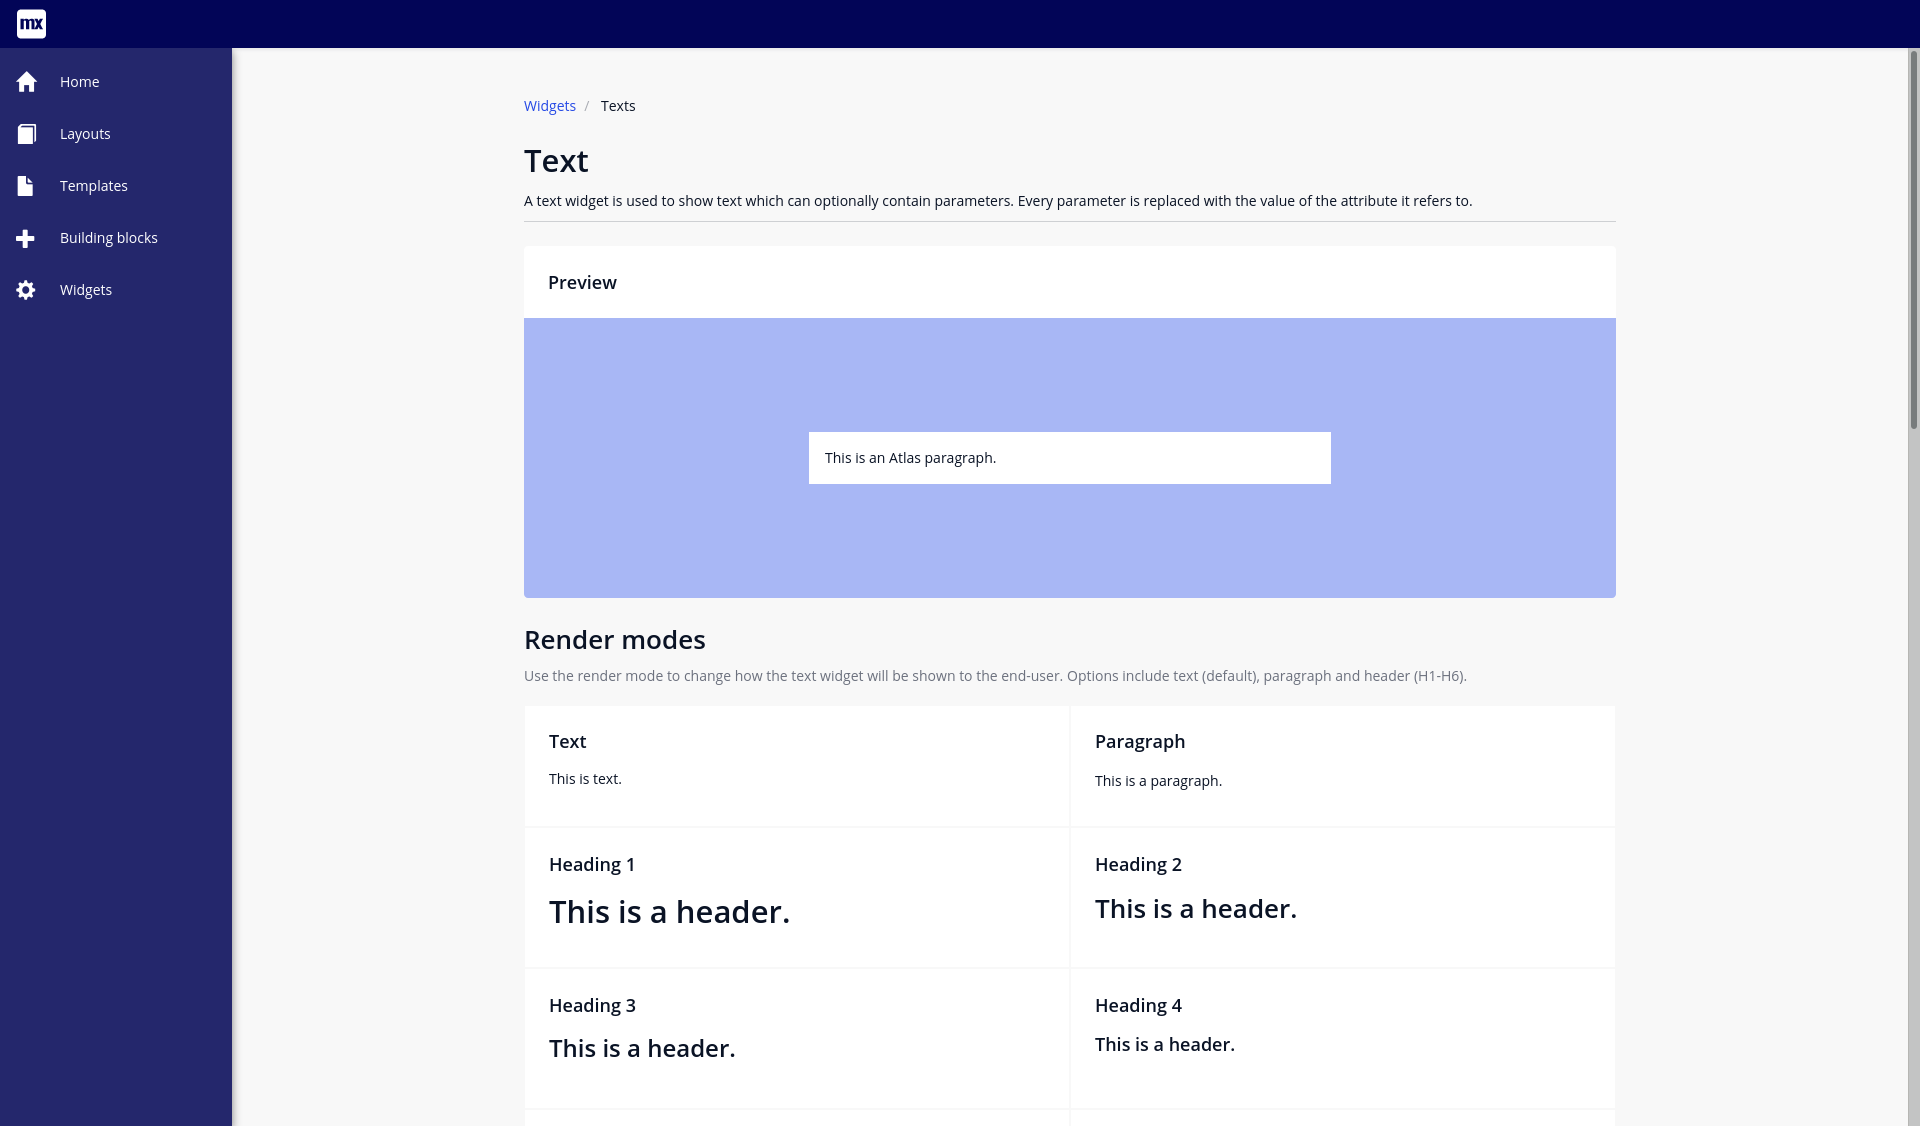 mx
Home
Layouts
Templates
Building blocks
Widgets
Widgets / Texts
Text
A text widget is used to show text which can optionally contain parameters. Every parameter is replaced with the value of the attribute it refers to.
Preview
This is an Atlas paragraph.
Render modes
Use the render mode to change how the text widget will be shown to the end-user. Options include text (default), paragraph and header (H1-H6).
Text
This is text.
Paragraph
This is a paragraph.
Heading 1
This is a header.
Heading 2
This is a header.
Heading 3
This is a header.
Heading 4
This is a header.